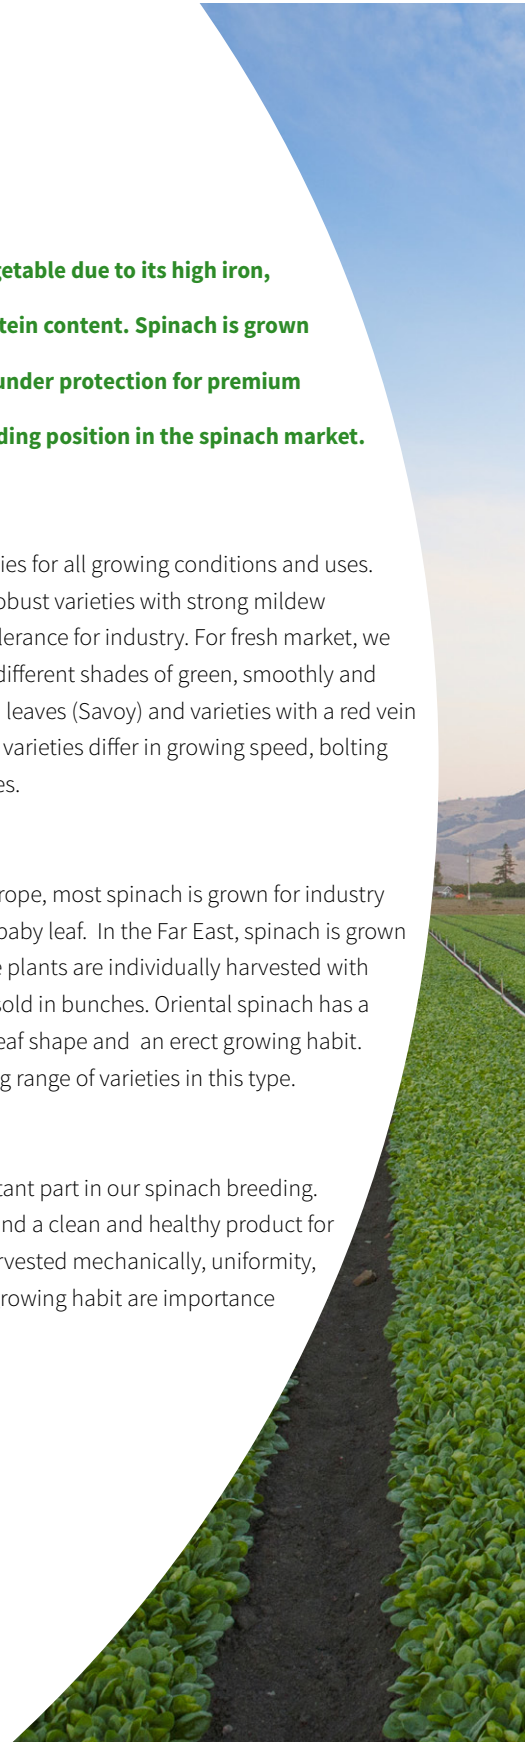 getable due to its high iron,
tein content. Spinach is grown
under protection for premium
ding position in the spinach market.
ies for all growing conditions and uses.
obust varieties with strong mildew
lerance for industry. For fresh market, we
different shades of green, smoothly and
leaves (Savoy) and varieties with a red vein
varieties differ in growing speed, bolting
es.
rope, most spinach is grown for industry
baby leaf. In the Far East, spinach is grown
e plants are individually harvested with
sold in bunches. Oriental spinach has a
eaf shape and an erect growing habit.
g range of varieties in this type.
tant part in our spinach breeding.
nd a clean and healthy product for
rvested mechanically, uniformity,
rowing habit are importance